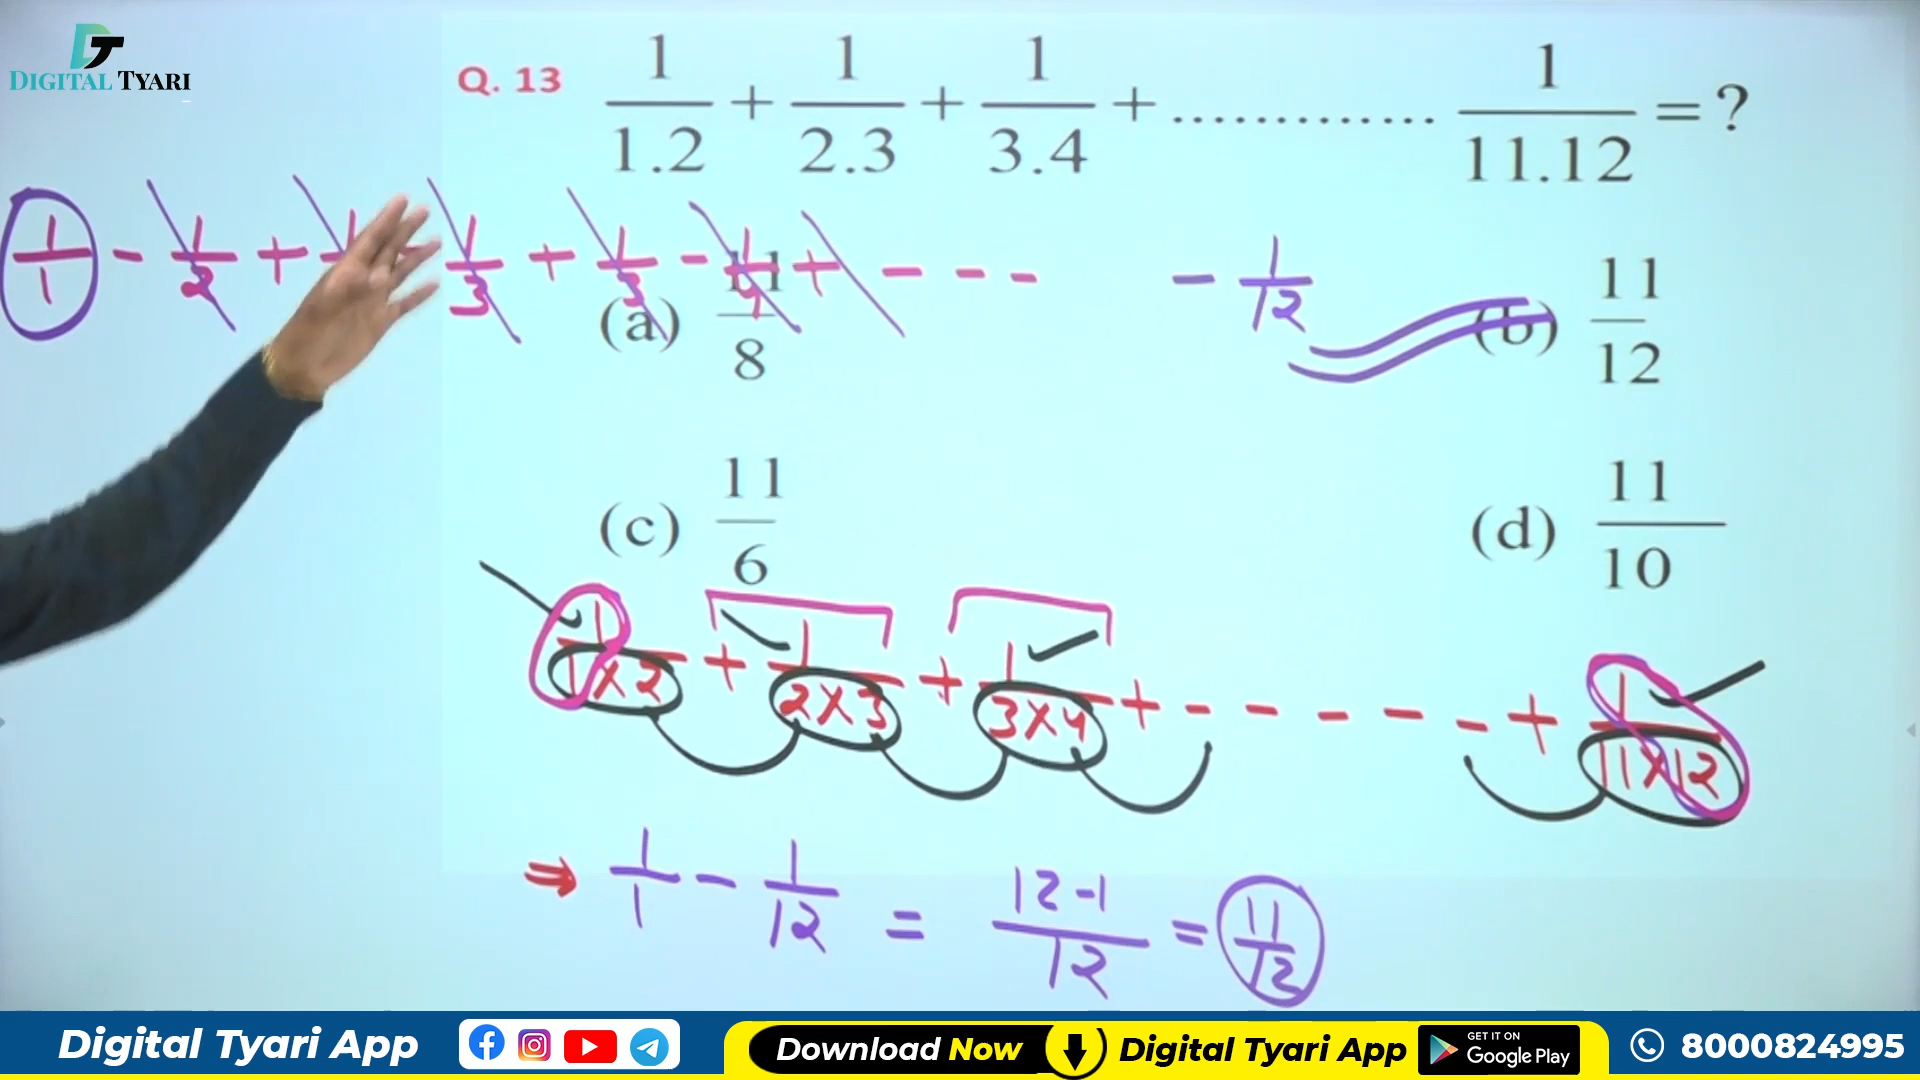 DIGITAL TYARI
Q. 13 1/1.2 + 1/2.3 + 1/3.4 + ............. 1/11.12 = ?
1/1 - 1/2 + - 1/3 + 1/3 - 1/4 + - - - - 1/12
(a) 11/8 (b) 11/12
(c) 11/6 (d) 11/10
1/1×2 + 1/2×3 + 1/3×4 + - - - - - + 1/11×12
⇒ 1/1 - 1/12 = 12-1/12 = 11/12
Digital Tyari App Download Now Digital Tyari App GET IT ON Google Play 8000824995